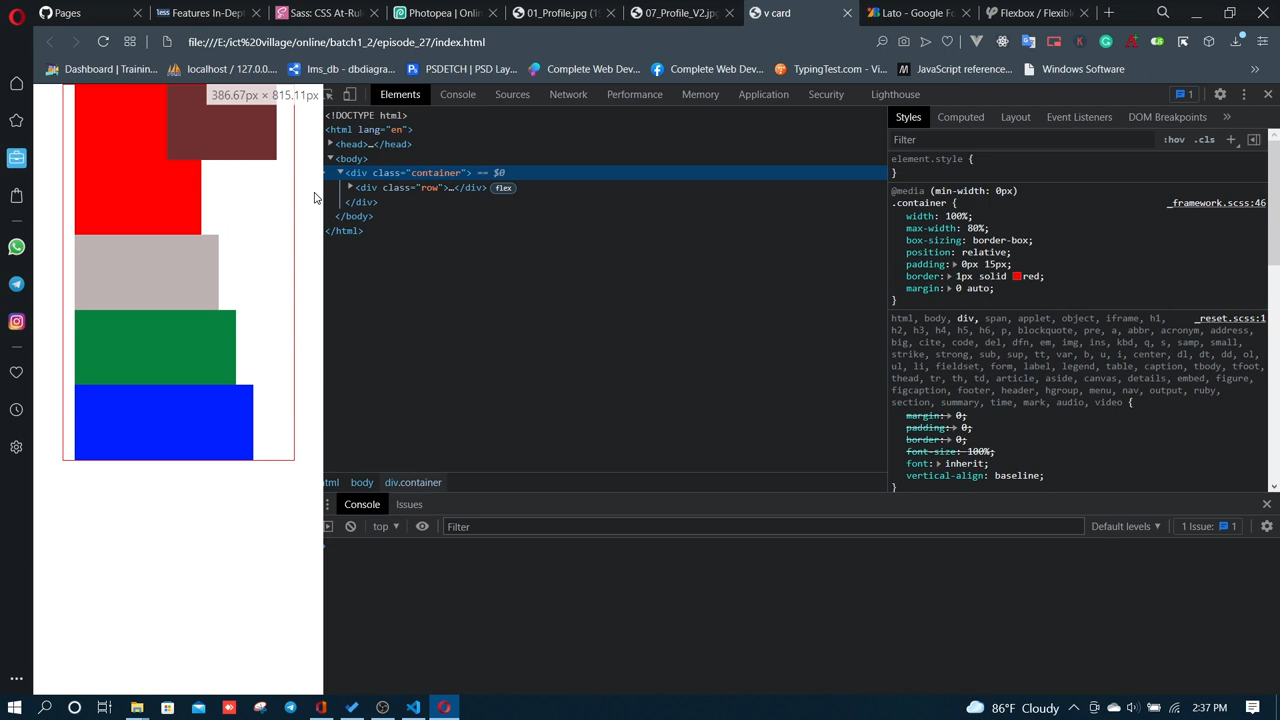 Pages
less Features In-Dept
Sass: CSS At-Rul
Photopea | Onlin
01_Profile.jpg (15
07_Profile_V2.jpg
v card
Lato - Google Fo
Flexbox / Flexible
file:///E:/ict%20village/online/batch1_2/episode_27/index.html
Dashboard | Trainin...
localhost / 127.0.0....
lms_db - dbdiagra...
PSDETCH | PSD Lay...
Complete Web Dev...
Complete Web Dev...
TypingTest.com - Vi...
JavaScript reference...
Windows Software
386.67px × 815.11px
Elements
Console
Sources
Network
Performance
Memory
Application
Security
Lighthouse
1
<!DOCTYPE html>
<html lang="en">
<head>…</head>
<body>
<div class="container"> == $0
<div class="row">…</div> flex
</div>
</body>
</html>
html body div.container
Styles
Computed
Layout
Event Listeners
DOM Breakpoints
Filter
:hov .cls
element.style {
}
@media (min-width: 0px)
.container { _framework.scss:46
width: 100%;
max-width: 80%;
box-sizing: border-box;
position: relative;
padding: 0px 15px;
border: 1px solid red;
margin: 0 auto;
}
html, body, div, span, applet, object, iframe, h1, _reset.scss:1
h2, h3, h4, h5, h6, p, blockquote, pre, a, abbr, acronym, address,
big, cite, code, del, dfn, em, img, ins, kbd, q, s, samp, small,
strike, strong, sub, sup, tt, var, b, u, i, center, dl, dt, dd, ol,
ul, li, fieldset, form, label, legend, table, caption, tbody, tfoot,
thead, tr, th, td, article, aside, canvas, details, embed, figure,
figcaption, footer, header, hgroup, menu, nav, output, ruby,
section, summary, time, mark, audio, video {
margin: 0;
padding: 0;
border: 0;
font-size: 100%;
font: inherit;
vertical-align: baseline;
}
Console
Issues
top
Filter
Default levels
1 Issue: 1
86°F Cloudy
2:37 PM